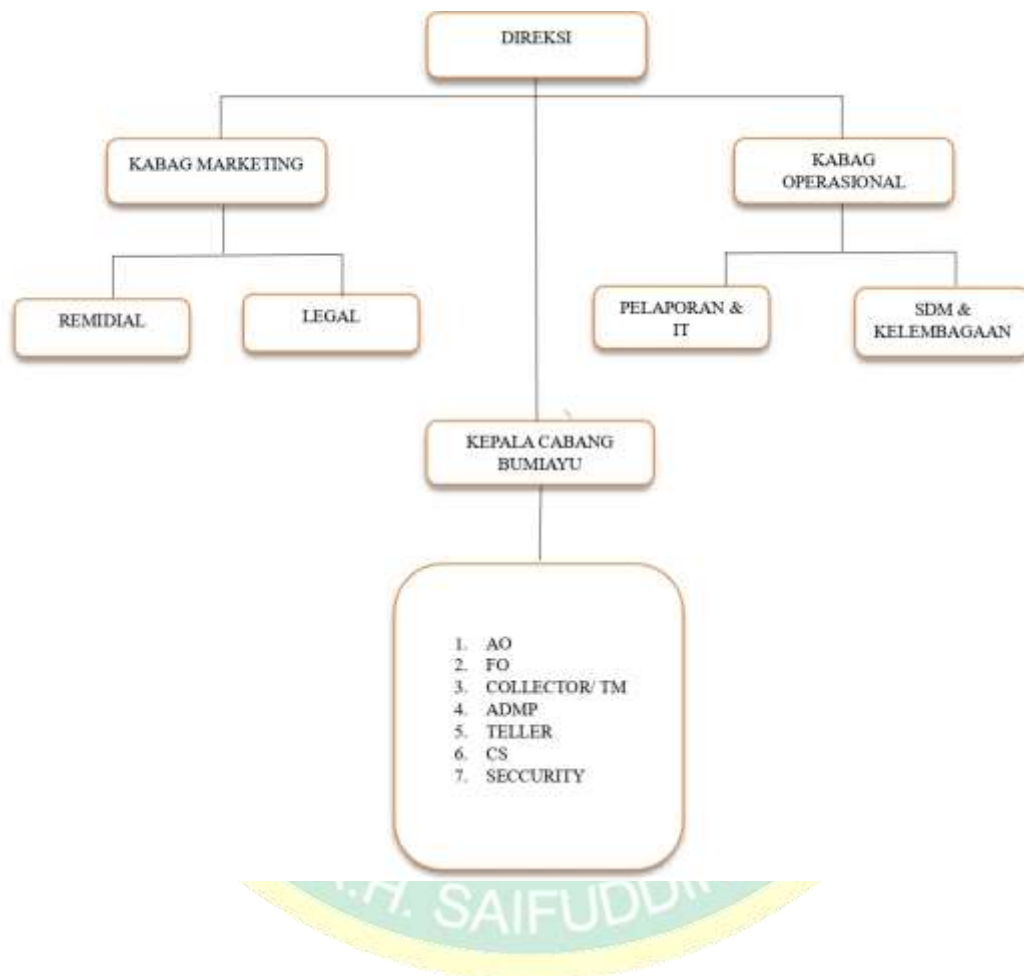 DIREKSI
KABAG MARKETING
KABAG
OPERASIONAL
REMIDIAL
LEGAL
PELAPORAN &
IT
SDM &
KELEMBAGAAN
KEPALA CABANG
BUMIAYU
1. AO
2. FO
3. COLLECTOR/ TM
4. ADMP
5. TELLER
6. CS
7. SECCURITY
H. SAIFUDDI